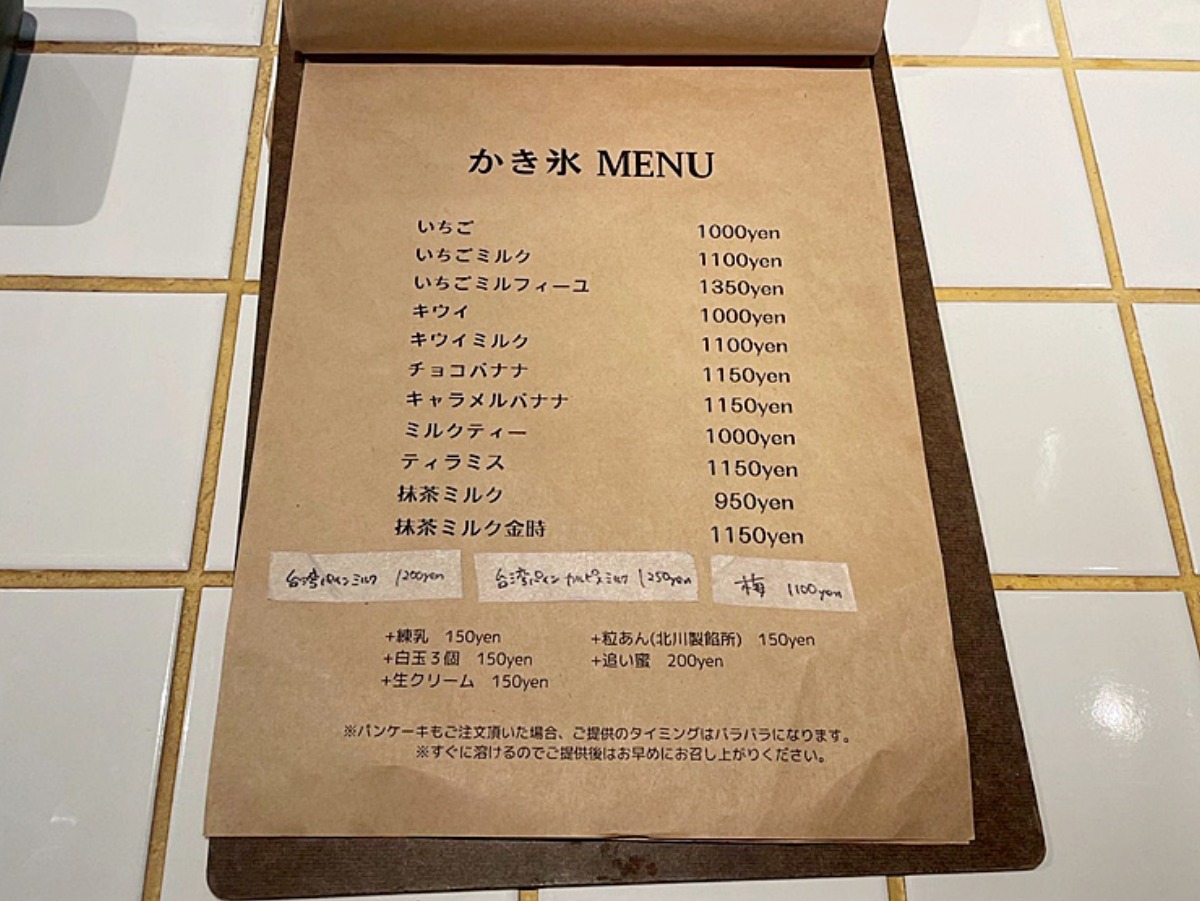 かき氷 MENU
いちご 1000yen
いちごミルク 1100yen
いちごミルフィーユ 1350yen
キウイ 1000yen
キウイミルク 1100yen
チョコバナナ 1150yen
キャラメルバナナ 1150yen
ミルクティー 1000yen
ティラミス 1150yen
抹茶ミルク 950yen
抹茶ミルク金時 1150yen
台湾パインミルク 1200yen 台湾パインカルピスミルク 1250yen 梅 1100yen
+練乳 150yen +粒あん(北川製餡所) 150yen
+白玉3個 150yen +追い蜜 200yen
+生クリーム 150yen
※パンケーキもご注文頂いた場合、ご提供のタイミングはバラバラになります。
※すぐに溶けるのでご提供後はお早めにお召し上がりください。